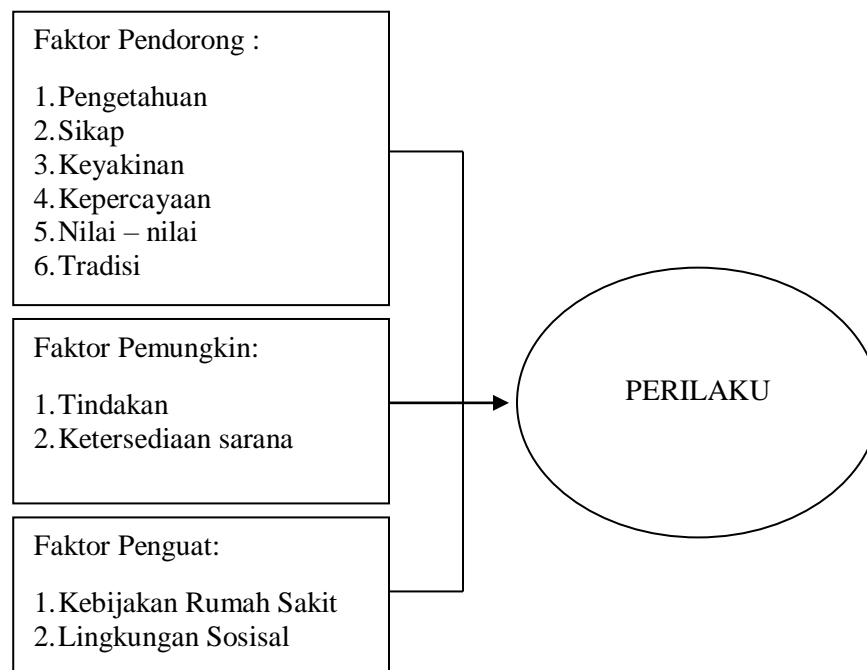 Faktor Pendorong :
1. Pengetahuan
2. Sikap
3. Keyakinan
4. Kepercayaan
5. Nilai – nilai
6. Tradisi
Faktor Pemungkin:
1. Tindakan
2. Ketersediaan sarana
PERILAKU
Faktor Penguat:
1. Kebijakan Rumah Sakit
2. Lingkungan Sosisal